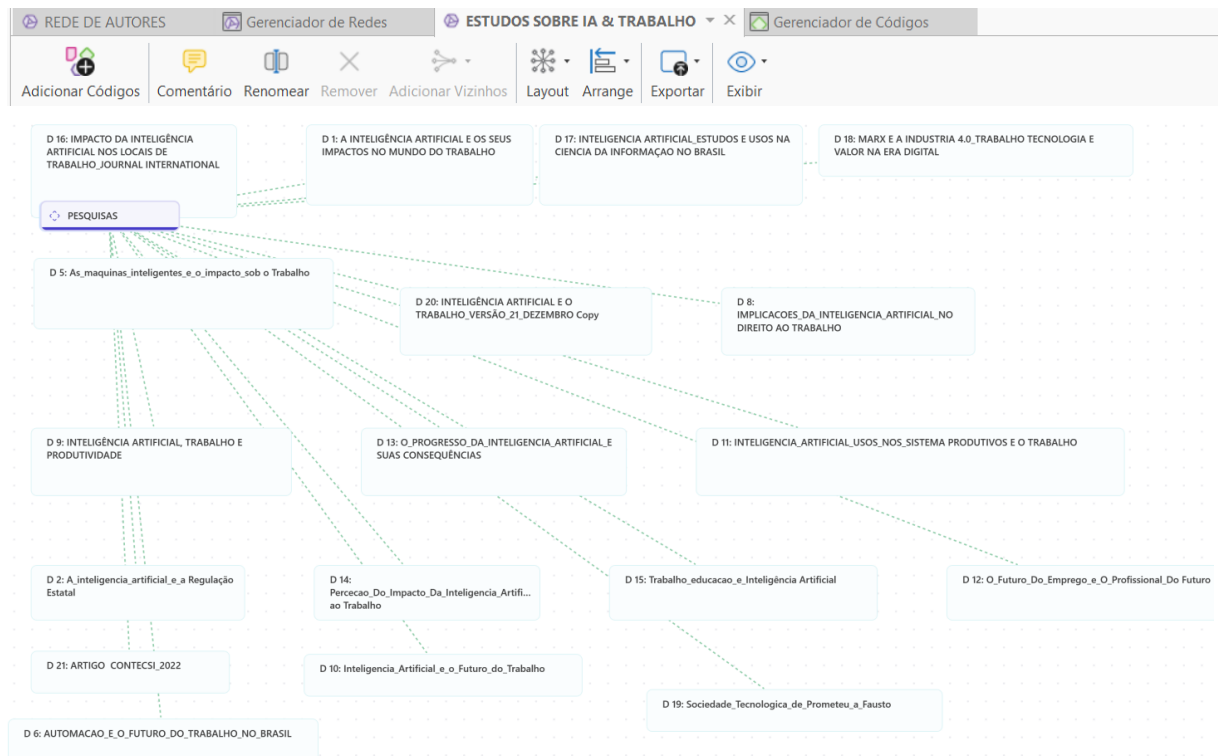 REDE DE AUTORES
Gerenciador de Redes
ESTUDOS SOBRE IA & TRABALHO
Gerenciador de Códigos
Adicionar Códigos
Comentário
Renomear
Remover
Adicionar Vizinhos
Layout
Arrange
Exportar
Exibir
D 16: IMPACTO DA INTELIGÊNCIA
ARTIFICIAL NOS LOCAIS DE
TRABALHO_JOURNAL INTERNATIONAL
D 1: A INTELIGÊNCIA ARTIFICIAL E OS SEUS
IMPACTOS NO MUNDO DO TRABALHO
D 17: INTELIGENCIA ARTIFICIAL_ESTUDOS E USOS NA
CIENCIA DA INFORMAÇAO NO BRASIL
D 18: MARX E A INDUSTRIA 4.0_TRABALHO TECNOLOGIA E
VALOR NA ERA DIGITAL
PESQUISAS
D 5: As_maquinas_inteligentes_e_o_impacto_sob o Trabalho
D 20: INTELIGÊNCIA ARTIFICIAL E O
TRABALHO_VERSÃO_21_DEZEMBRO Copy
D 8:
IMPLICACOES_DA_INTELIGENCIA_ARTIFICIAL_NO
DIREITO AO TRABALHO
D 9: INTELIGÊNCIA ARTIFICIAL, TRABALHO E
PRODUTIVIDADE
D 13: O_PROGRESSO_DA_INTELIGENCIA_ARTIFICIAL_E
SUAS CONSEQUÊNCIAS
D 11: INTELIGENCIA_ARTIFICIAL_USOS_NOS_SISTEMA PRODUTIVOS E O TRABALHO
D 2: A_inteligencia_artificial_e_a Regulação
Estatal
D 14:
Percecao_Do_Impacto_Da_Inteligencia_Artifi...
ao Trabalho
D 15: Trabalho_educacao_e_Inteligência Artificial
D 12: O_Futuro_Do_Emprego_e_O_Profissional_Do Futuro
D 21: ARTIGO CONTECSI_2022
D 10: Inteligencia_Artificial_e_o_Futuro_do_Trabalho
D 19: Sociedade_Tecnologica_de_Prometeu_a_Fausto
D 6: AUTOMACAO_E_O_FUTURO_DO_TRABALHO_NO_BRASIL